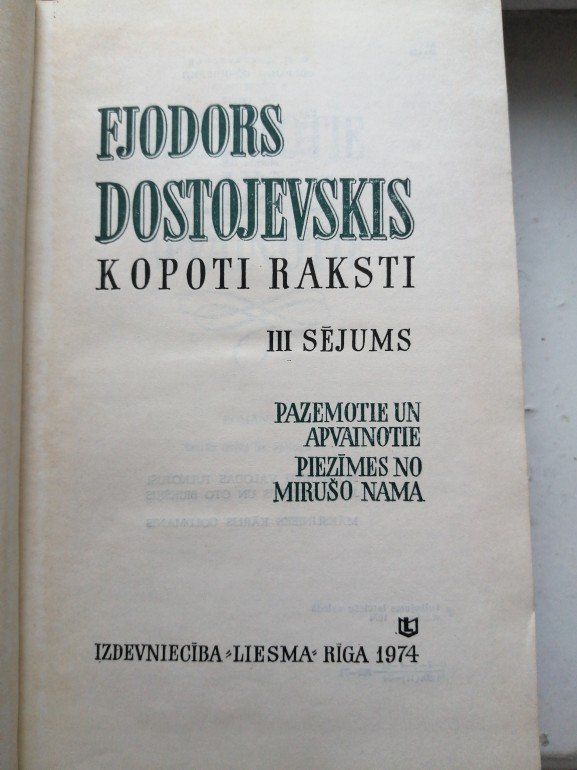 FJODORS
DOSTOJEVSKIS
KOPOTI RAKSTI
III SĒJUMS
PAZEMOTIE UN
APVAINOTIE
PIEZĪMES NO
MIRUŠO NAMA
IZDEVNIECĪBA «LIESMA» RĪGA 1974